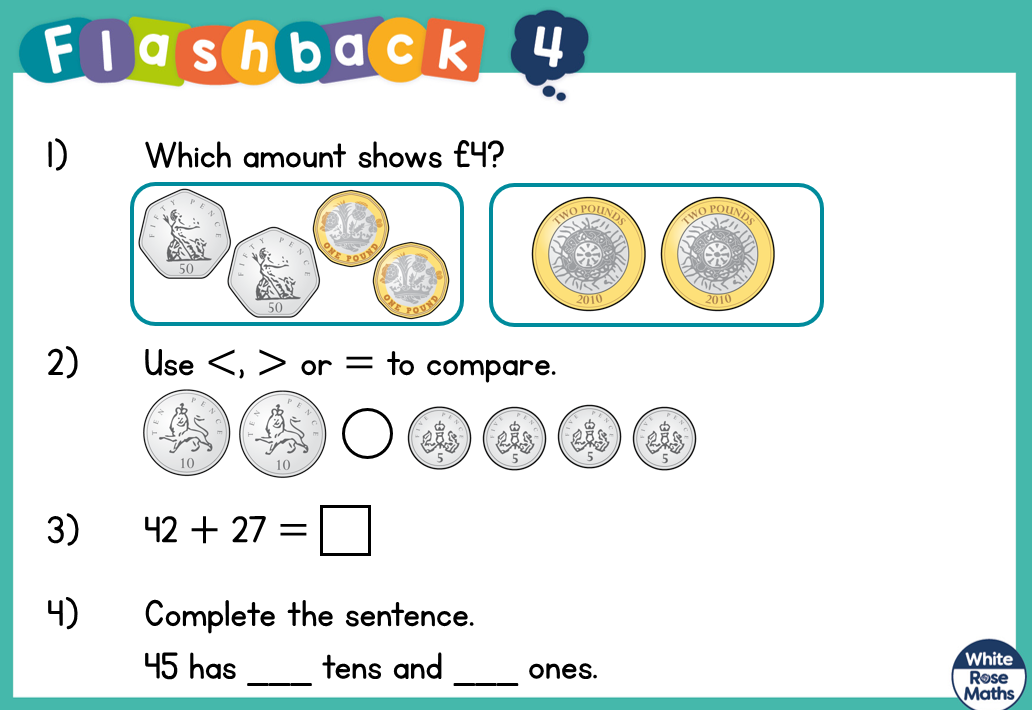 Flashback 4
1) Which amount shows £4?
FIFTY PENCE 50
FIFTY PENCE 50
ONE POUND
ONE POUND
TWO POUNDS 2010
TWO POUNDS 2010
2) Use <, > or = to compare.
TEN PENCE 10
TEN PENCE 10
FIVE PENCE 5
FIVE PENCE 5
FIVE PENCE 5
FIVE PENCE 5
3) 42 + 27 =
4) Complete the sentence.
45 has ___ tens and ___ ones.
White
Rose
Maths